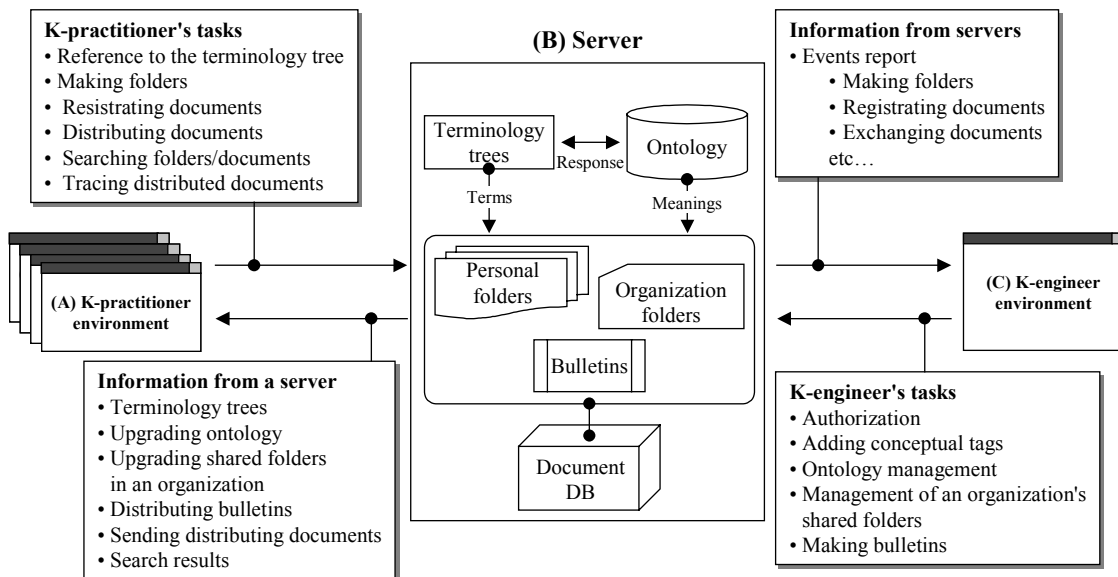 K-practitioner's tasks
• Reference to the terminology tree
• Making folders
• Resistrating documents
• Distributing documents
• Searching folders/documents
• Tracing distributed documents
(B) Server
Information from servers
• Events report
• Making folders
• Registrating documents
• Exchanging documents
etc…
Terminology
trees
Response
Ontology
Terms
Meanings
(A) K-practitioner
environment
Personal
folders
Organization
folders
Bulletins
Document
DB
(C) K-engineer
environment
Information from a server
• Terminology trees
• Upgrading ontology
• Upgrading shared folders
in an organization
• Distributing bulletins
• Sending distributing documents
• Search results
K-engineer's tasks
• Authorization
• Adding conceptual tags
• Ontology management
• Management of an organization's
shared folders
• Making bulletins